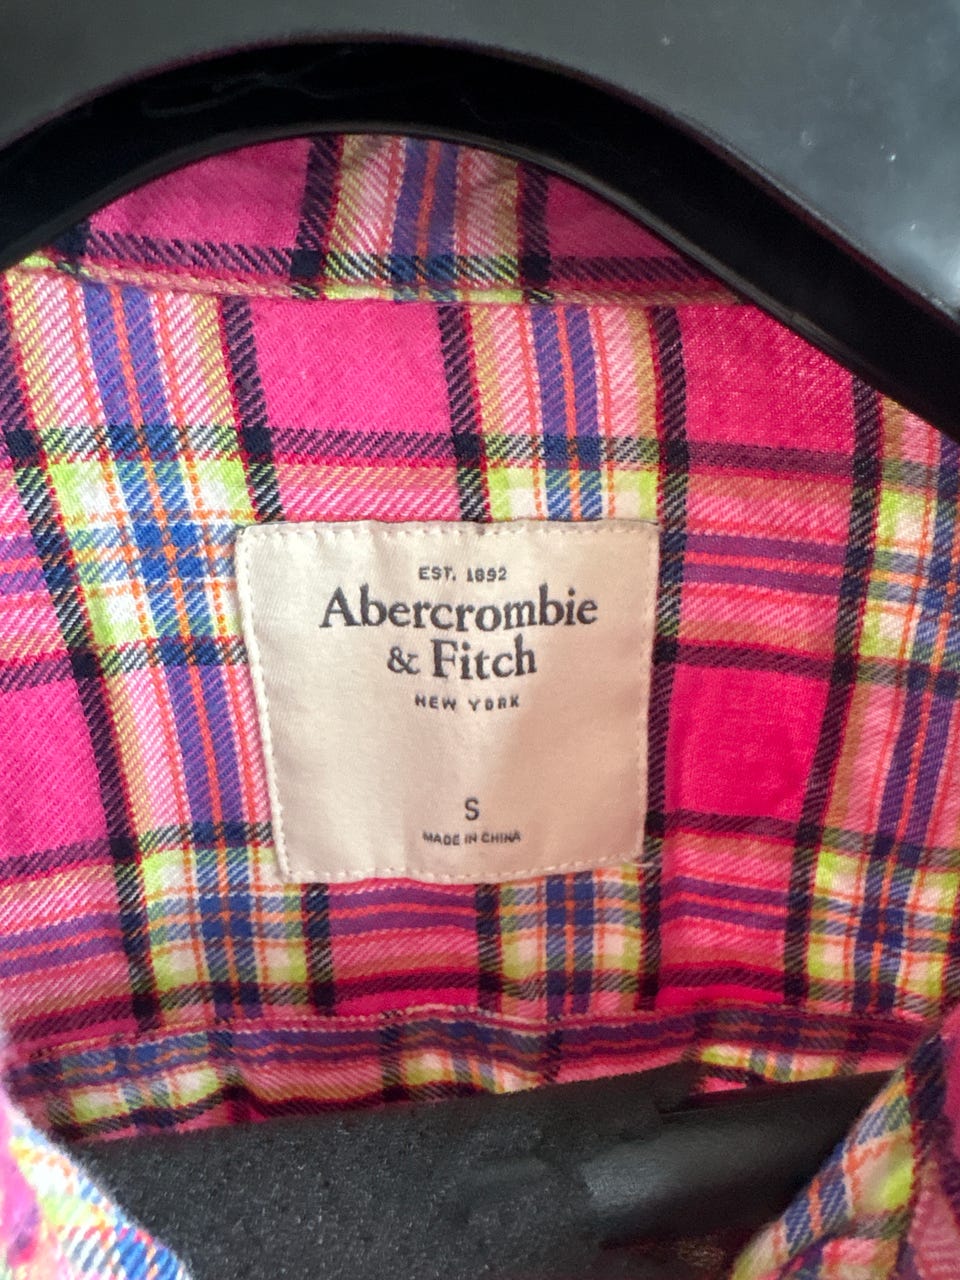 EST. 1892
Abercrombie
& Fitch
NEW YORK
S
MADE IN CHINA